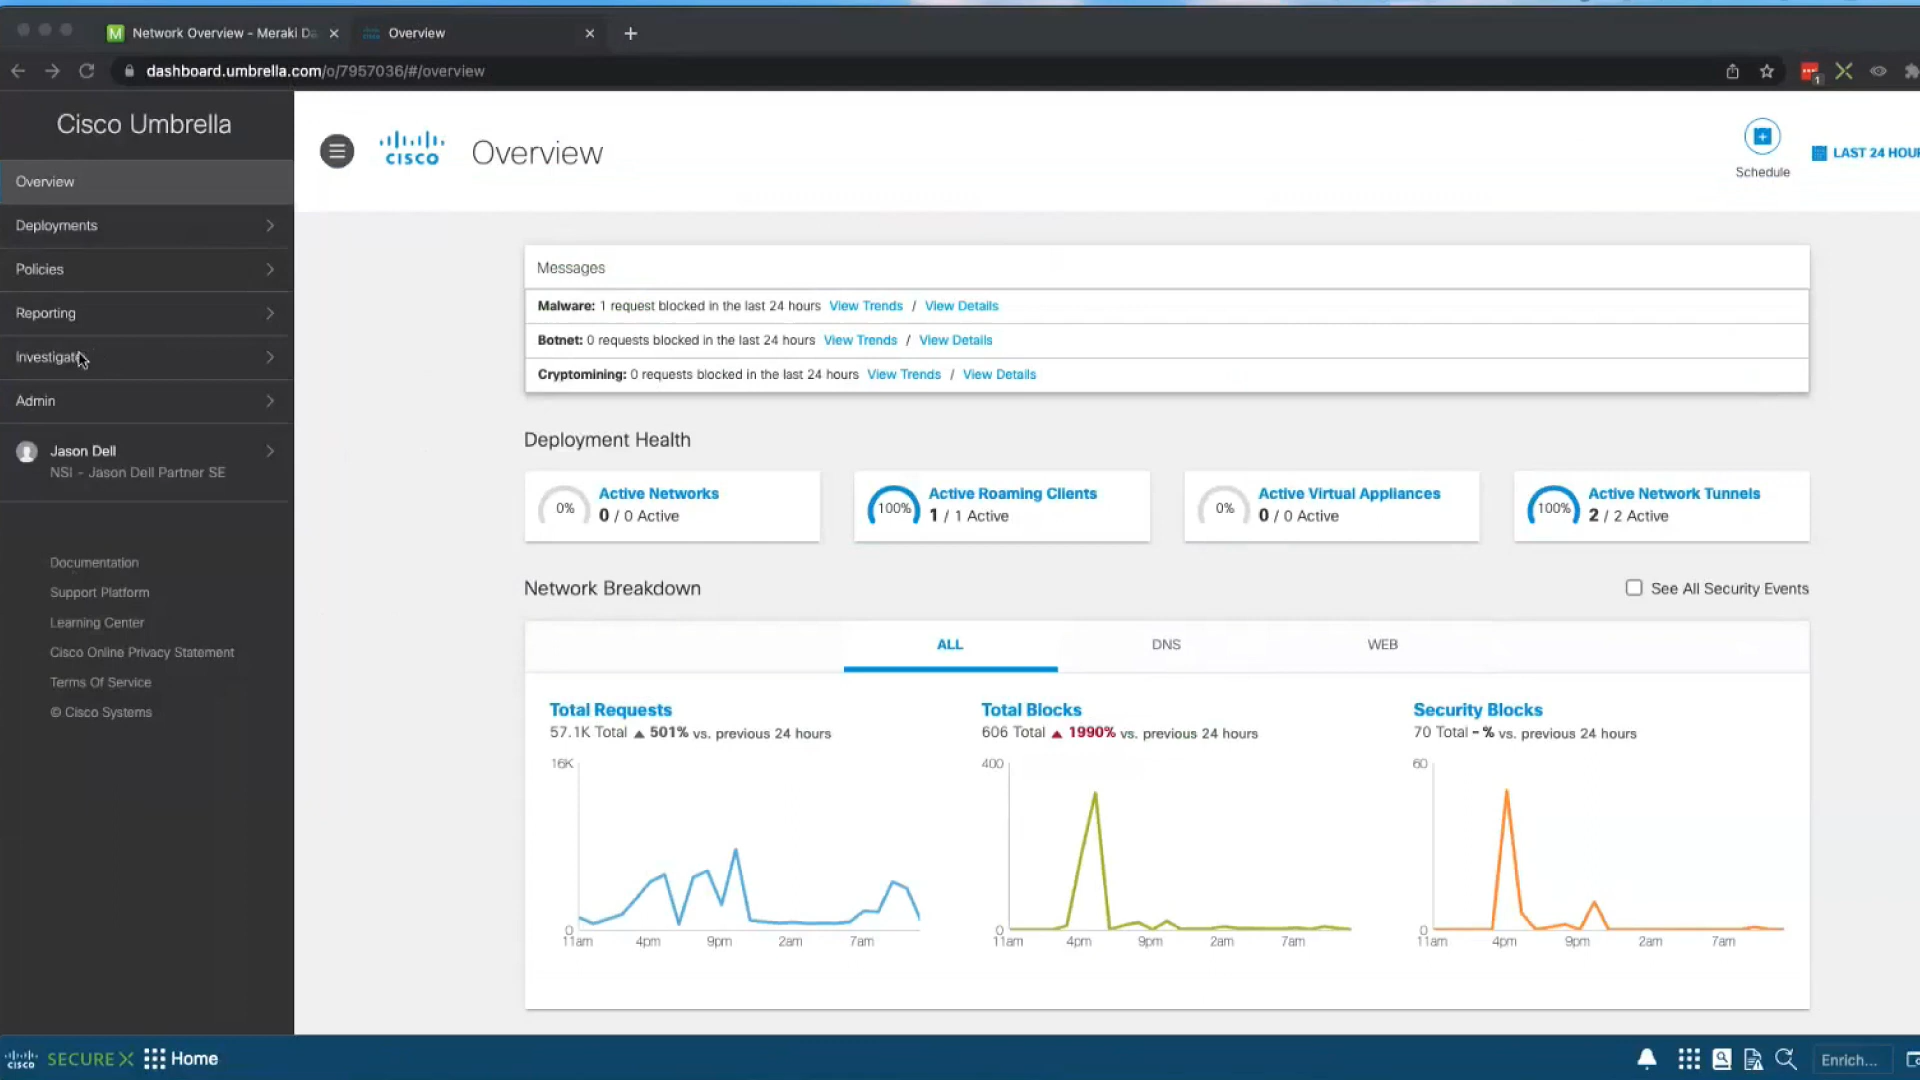 Network Overview - Meraki Da
Overview
dashboard.umbrella.com/o/7957036/#/overview
1
Cisco Umbrella
CISCO
Overview
Schedule
LAST 24 HOUR
Overview
Deployments
Policies
Reporting
Investigate
Admin
Jason Dell
NSI - Jason Dell Partner SE
Documentation
Support Platform
Learning Center
Cisco Online Privacy Statement
Terms Of Service
© Cisco Systems
Messages
Malware: 1 request blocked in the last 24 hours View Trends / View Details
Botnet: 0 requests blocked in the last 24 hours View Trends / View Details
Cryptomining: 0 requests blocked in the last 24 hours View Trends / View Details
Deployment Health
0%
Active Networks
0 / 0 Active
100%
Active Roaming Clients
1 / 1 Active
0%
Active Virtual Appliances
0 / 0 Active
100%
Active Network Tunnels
2 / 2 Active
Network Breakdown
See All Security Events
ALL
DNS
WEB
Total Requests
57.1K Total ▲ 501% vs. previous 24 hours
16K
0
11am 4pm 9pm 2am 7am
Total Blocks
606 Total ▲ 1990% vs. previous 24 hours
400
0
11am 4pm 9pm 2am 7am
Security Blocks
70 Total - % vs. previous 24 hours
60
0
11am 4pm 9pm 2am 7am
CISCO SECUREX Home
Enrich...